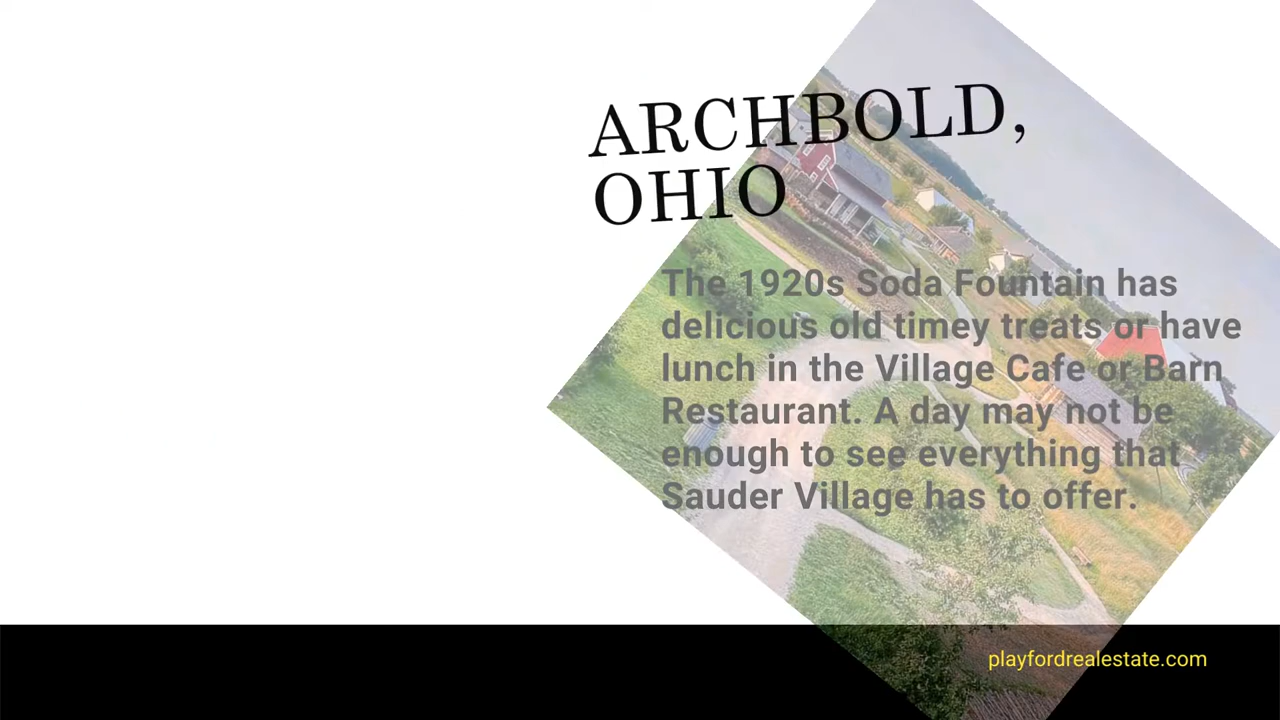 ARCHBOLD,
OHIO
The 1920s Soda Fountain has
delicious old timey treats or have
lunch in the Village Cafe or Barn
Restaurant. A day may not be
enough to see everything that
Sauder Village has to offer.
playfordrealestate.com